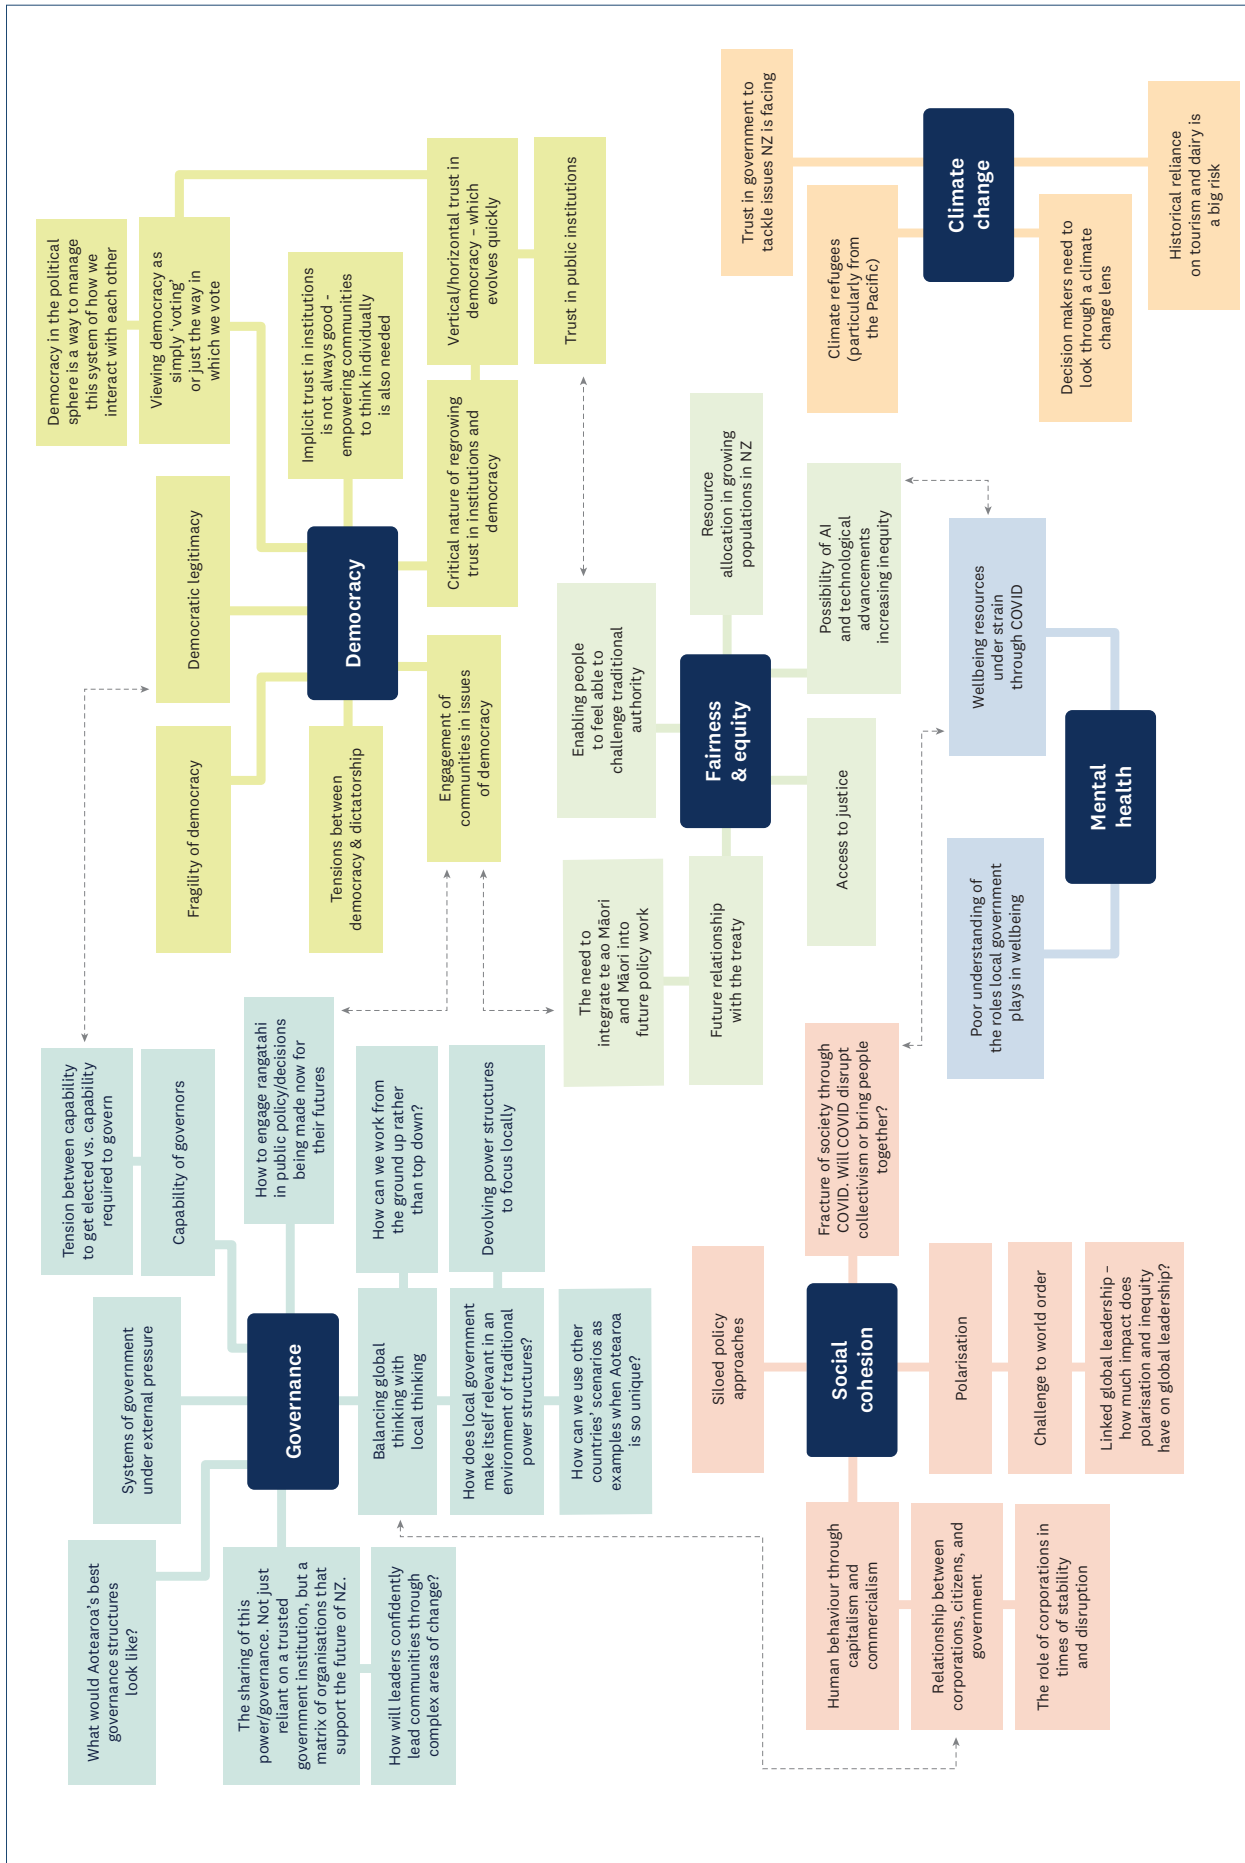 What would Aotearoa's best
governance structures
look like?
Systems of government
under external pressure
Tension between capability
to get elected vs. capability
required to govern
Capability of governors
Governance
How to engage rangatahi
in public policy/decisions
being made now for
their futures
The sharing of this
power/governance. Not just
reliant on a trusted
government institution, but a
matrix of organisations that
support the future of NZ.
How will leaders confidently
lead communities through
complex areas of change?
Balancing global
thinking with
local thinking
How can we work from
the ground up rather
than top down?
How does local government
make itself relevant in an
environment of traditional
power structures?
Devolving power structures
to focus locally
How can we use other
countries' scenarios as
examples when Aotearoa
is so unique?
Democracy in the political
sphere is a way to manage
this system of how we
interact with each other
Viewing democracy as
simply 'voting'
or just the way in
which we vote
Democratic legitimacy
Fragility of democracy
Democracy
Tensions between
democracy & dictatorship
Implicit trust in institutions
is not always good -
empowering communities
to think individually
is also needed
Engagement of
communities in issues
of democracy
Critical nature of regrowing
trust in institutions and
democracy
Vertical/horizontal trust in
democracy – which
evolves quickly
Trust in public institutions
Siloed policy
approaches
Social
cohesion
Fracture of society through
COVID. Will COVID disrupt
collectivism or bring people
together?
Human behaviour through
capitalism and
commercialism
Relationship between
corporations, citizens, and
government
The role of corporations in
times of stability
and disruption
Polarisation
Challenge to world order
Linked global leadership –
how much impact does
polarisation and inequity
have on global leadership?
Enabling people
to feel able to
challenge traditional
authority
The need to
integrate te ao Māori
and Māori into
future policy work
Future relationship
with the treaty
Fairness
& equity
Resource
allocation in growing
populations in NZ
Access to justice
Possibility of AI
and technological
advancements
increasing inequity
Poor understanding of
the roles local government
plays in wellbeing
Wellbeing resources
under strain
through COVID
Mental
health
Trust in government to
tackle issues NZ is facing
Climate refugees
(particularly from
the Pacific)
Climate
change
Decision makers need to
look through a climate
change lens
Historical reliance
on tourism and dairy is
a big risk